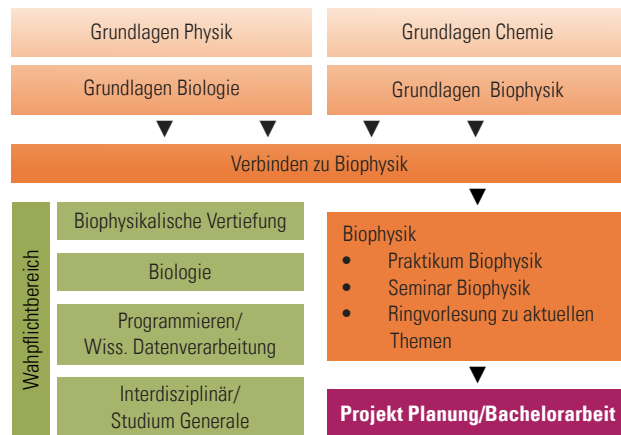 Grundlagen Physik
Grundlagen Chemie
Grundlagen Biologie
Grundlagen Biophysik
Verbinden zu Biophysik
Wahpflichtbereich
Biophysikalische Vertiefung
Biologie
Programmieren/
Wiss. Datenverarbeitung
Interdisziplinär/
Studium Generale
Biophysik
• Praktikum Biophysik
• Seminar Biophysik
• Ringvorlesung zu aktuellen
Themen
Projekt Planung/Bachelorarbeit